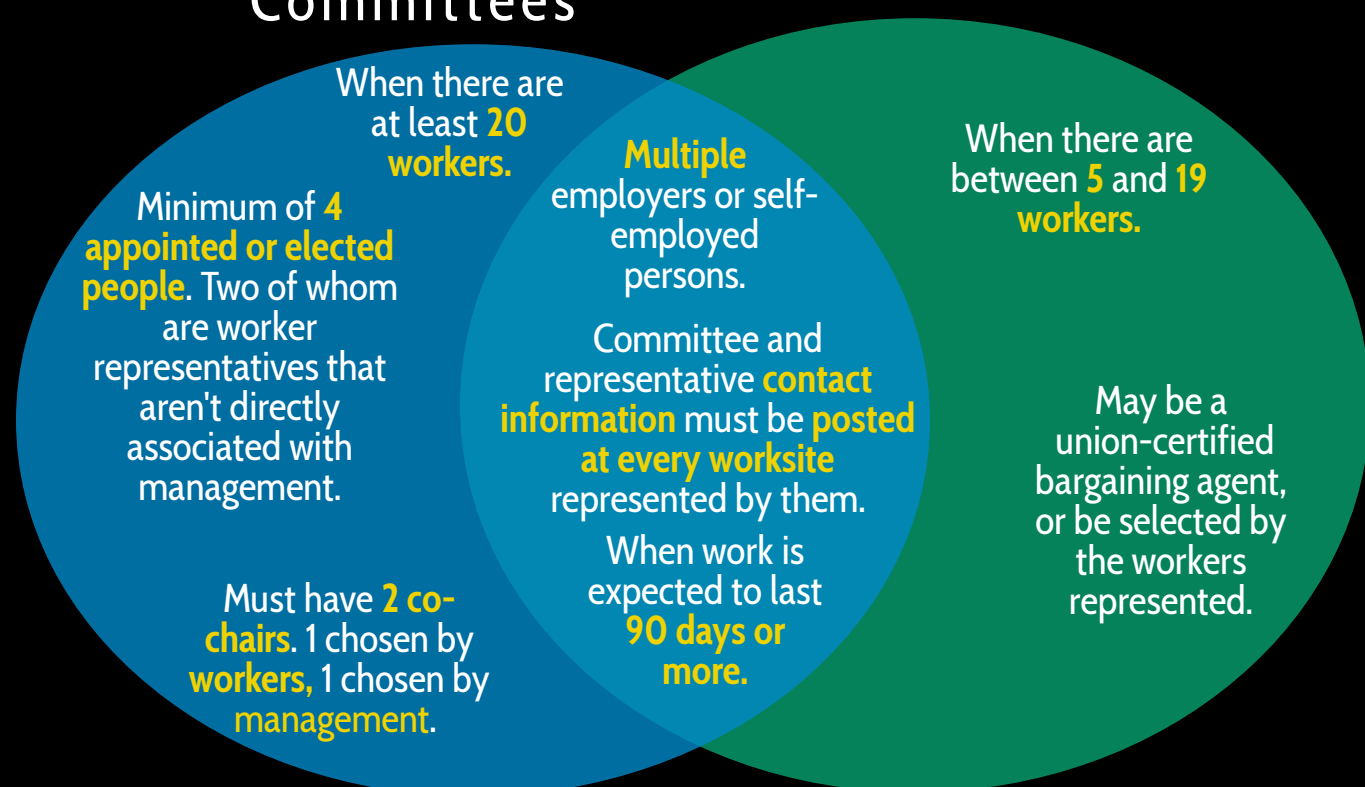 Committees
When there are
at least 20
workers.
Minimum of 4
appointed or elected
people. Two of whom
are worker
representatives that
aren't directly
associated with
management.
Must have 2 co-
chairs. 1 chosen by
workers, 1 chosen by
management.
Multiple
employers or self-
employed
persons.
Committee and
representative contact
information must be posted
at every worksite
represented by them.
When work is
expected to last
90 days or
more.
When there are
between 5 and 19
workers.
May be a
union-certified
bargaining agent,
or be selected by
the workers
represented.